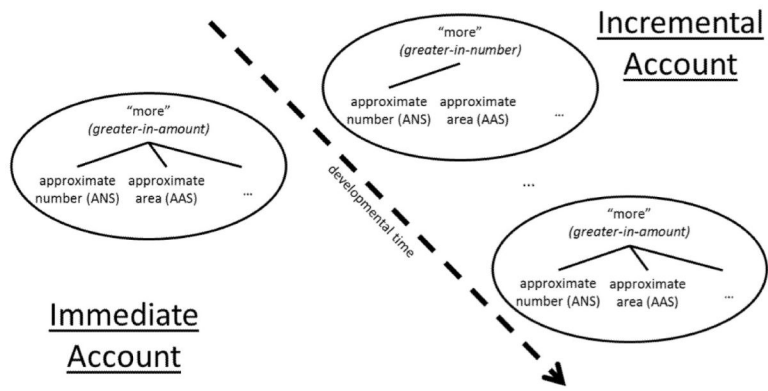 Incremental
Account
"more"
(greater-in-number)
approximate
number (ANS)
approximate
area (AAS)
...
"more"
(greater-in-amount)
approximate
number (ANS)
approximate
area (AAS)
...
developmental time
...
"more"
(greater-in-amount)
approximate
number (ANS)
approximate
area (AAS)
...
Immediate
Account